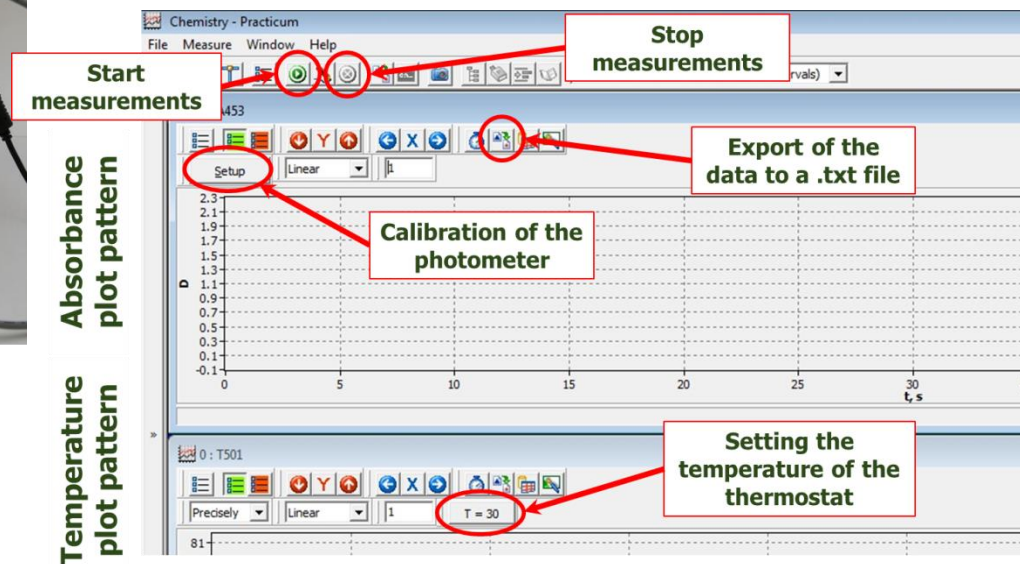 Chemistry - Practicum
File Measure Window Help
Start
measurements
Stop
measurements
rvals)
A453
Setup
Linear
1
Export of the
data to a .txt file
Calibration of the
photometer
Absorbance
plot pattern
Y
X
D
2.3
2.1
1.9
1.7
1.5
1.3
1.1
0.9
0.7
0.5
0.3
0.1
-0.1
0 5 10 15 20 25 30
t, s
Temperature
plot pattern
Setting the
temperature of the
thermostat
0 : T501
Y
X
Precisely
Linear
1
T = 30
81